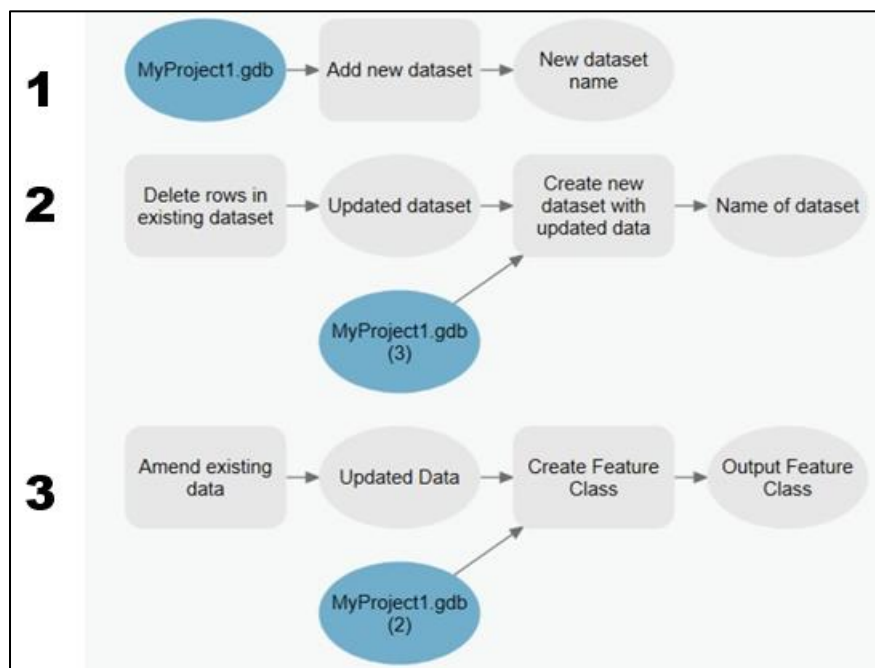 1
MyProject1.gdb
Add new dataset
New dataset
name
2
Delete rows in
existing dataset
Updated dataset
Create new
dataset with
updated data
Name of dataset
MyProject1.gdb
(3)
3
Amend existing
data
Updated Data
Create Feature
Class
Output Feature
Class
MyProject1.gdb
(2)